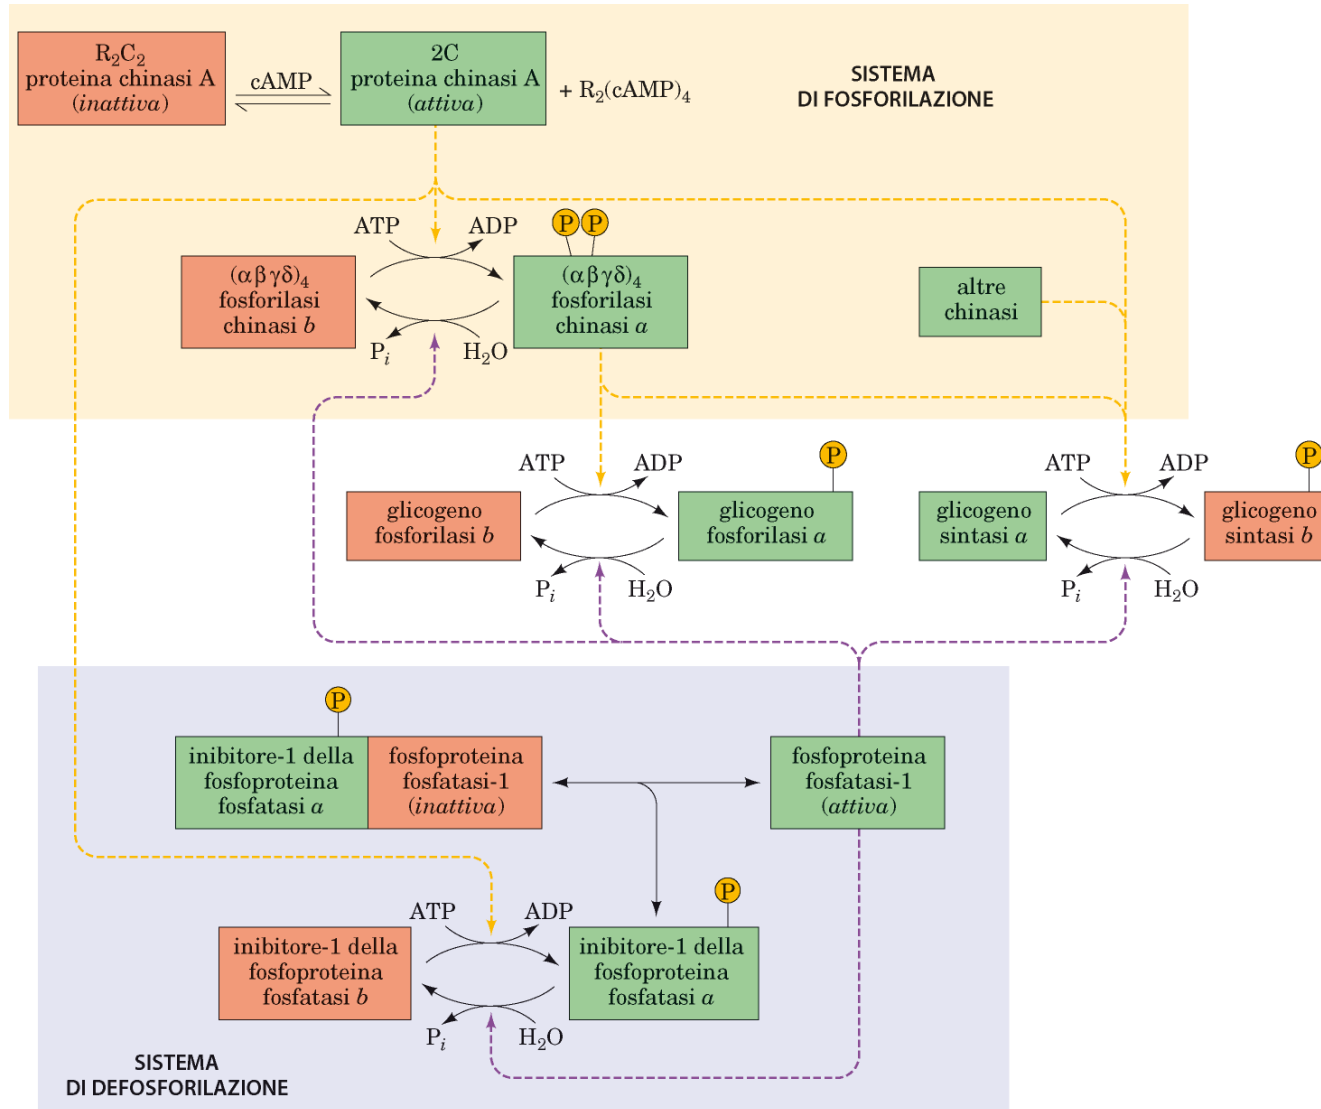 R₂C₂
proteina chinasi A
(inattiva)
cAMP
2C
proteina chinasi A
(attiva)
+ R₂(cAMP)₄
SISTEMA
DI FOSFORILAZIONE
ATP
ADP
P P
(αβγδ)₄
fosforilasi
chinasi b
(αβγδ)₄
fosforilasi
chinasi a
Pᵢ
H₂O
altre
chinasi
ATP
ADP
P
glicogeno
fosforilasi b
glicogeno
fosforilasi a
Pᵢ
H₂O
ATP
ADP
P
glicogeno
sintasi a
glicogeno
sintasi b
Pᵢ
H₂O
P
inibitore-1 della
fosfoproteina
fosfatasi a
fosfoproteina
fosfatasi-1
(inattiva)
fosfoproteina
fosfatasi-1
(attiva)
ATP
ADP
P
inibitore-1 della
fosfoproteina
fosfatasi b
inibitore-1 della
fosfoproteina
fosfatasi a
Pᵢ
H₂O
SISTEMA
DI DEFOSFORILAZIONE